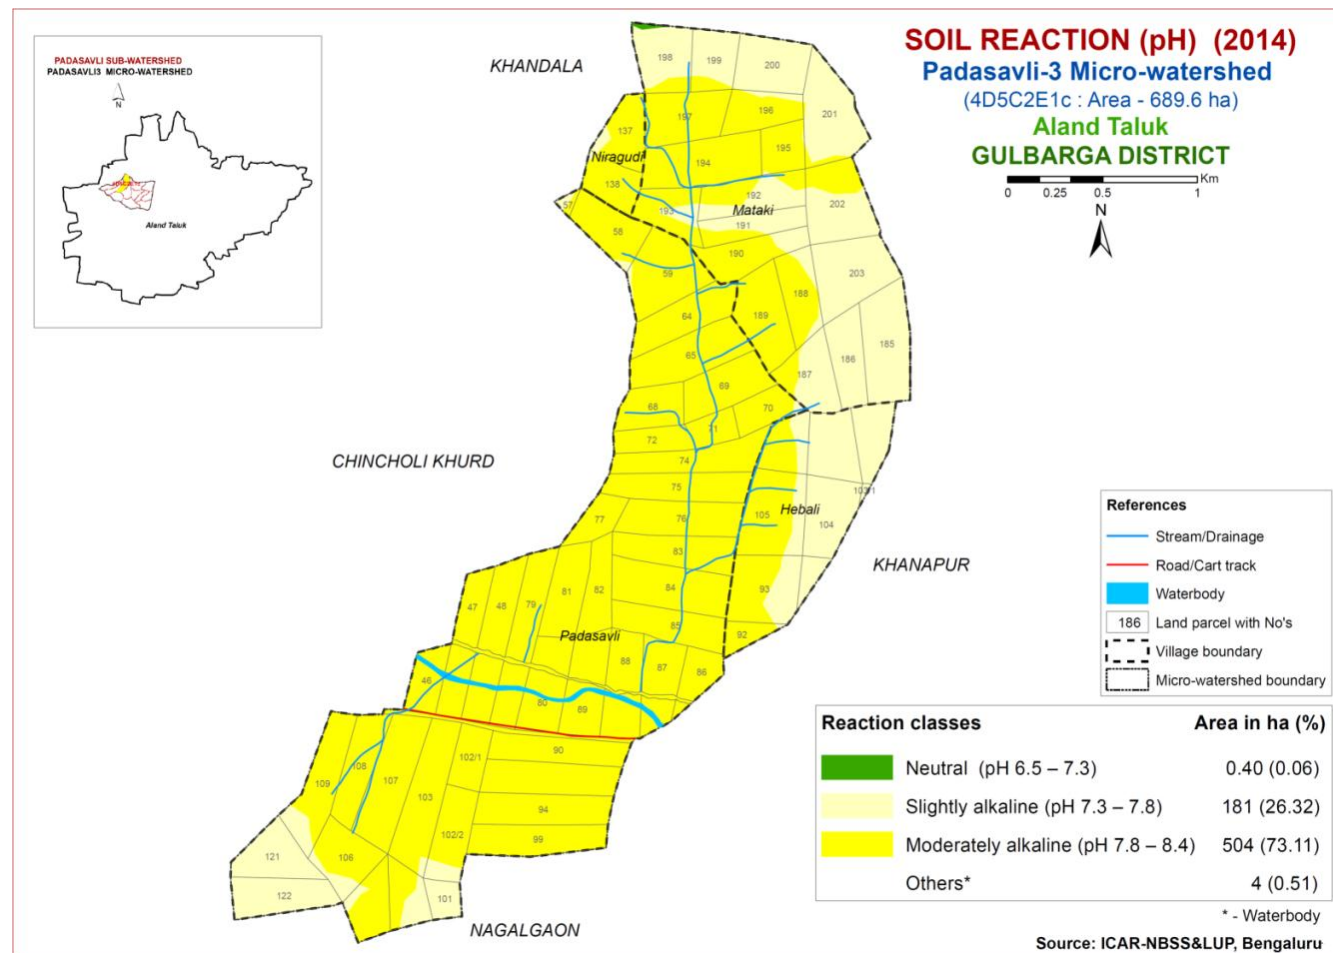 PADASAVLI SUB-WATERSHED
PADASAVLI3 MICRO-WATERSHED
N
Aland Taluk
SOIL REACTION (pH) (2014)
Padasavli-3 Micro-watershed
(4D5C2E1c : Area - 689.6 ha)
Aland Taluk
GULBARGA DISTRICT
Km
0 0.25 0.5 1
N
KHANDALA
198 199 200
201
197 196
137
195
Niragudi
194
138
192
57 193 Mataki 202
191
58
190
59 203
188
64 189
65 186 185
187
69
68 70
71
72
74
CHINCHOLI KHURD
75
103/1
77 76 105 Hebali 104
83
KHANAPUR
47 48 79 81 82 84 93
85
Padasavli 92
88 87 86
46
80 89
102/1 90
109 108 107 103
94
102/2 99
121 106
122 101
NAGALGAON
References
Stream/Drainage
Road/Cart track
Waterbody
186 Land parcel with No's
Village boundary
Micro-watershed boundary
Reaction classes Area in ha (%)
Neutral (pH 6.5 – 7.3) 0.40 (0.06)
Slightly alkaline (pH 7.3 – 7.8) 181 (26.32)
Moderately alkaline (pH 7.8 – 8.4) 504 (73.11)
Others* 4 (0.51)
* - Waterbody
Source: ICAR-NBSS&LUP, Bengaluru